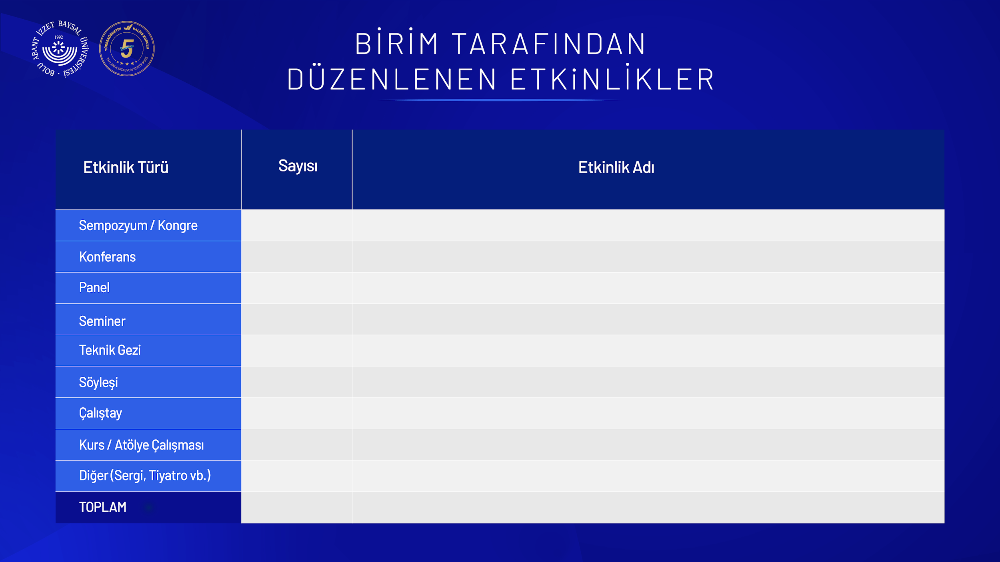 BOLU ABANT İZZET BAYSAL ÜNİVERSİTESİ
1992
YÜKSEKÖĞRETİM KALİTE KURULU
5
TAM AKREDİTASYON SERTİFİKASI
BİRİM TARAFINDAN
DÜZENLENEN ETKiNLİKLER
Etkinlik Türü Sayısı Etkinlik Adı
Sempozyum / Kongre
Konferans
Panel
Seminer
Teknik Gezi
Söyleşi
Çalıştay
Kurs / Atölye Çalışması
Diğer (Sergi, Tiyatro vb.)
TOPLAM